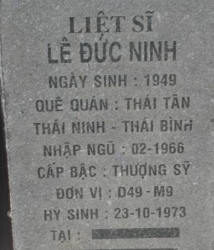 LIỆT SĨ
LÊ ĐỨC NINH
NGÀY SINH : 1949
QUÊ QUÁN : THÁI TÂN
THÁI NINH - THÁI BÌNH
NHẬP NGŨ : 02-1966
CẤP BẬC : THƯỢNG SỸ
ĐƠN VỊ : D49 - M9
HY SINH : 23-10-1973
TẠI :